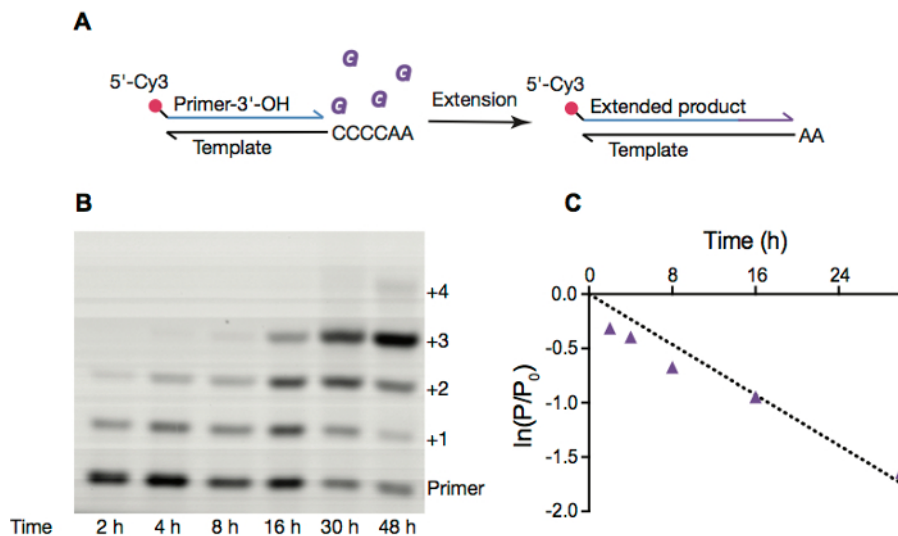 A
5'-Cy3
Primer-3'-OH
G
G
G
G
CCCCAA
Template
Extension
5'-Cy3
Extended product
Template
AA
B
+4
+3
+2
+1
Primer
Time 2 h 4 h 8 h 16 h 30 h 48 h
C
Time (h)
0 8 16 24
0.0
-0.5
-1.0
-1.5
-2.0
ln(P/P0)